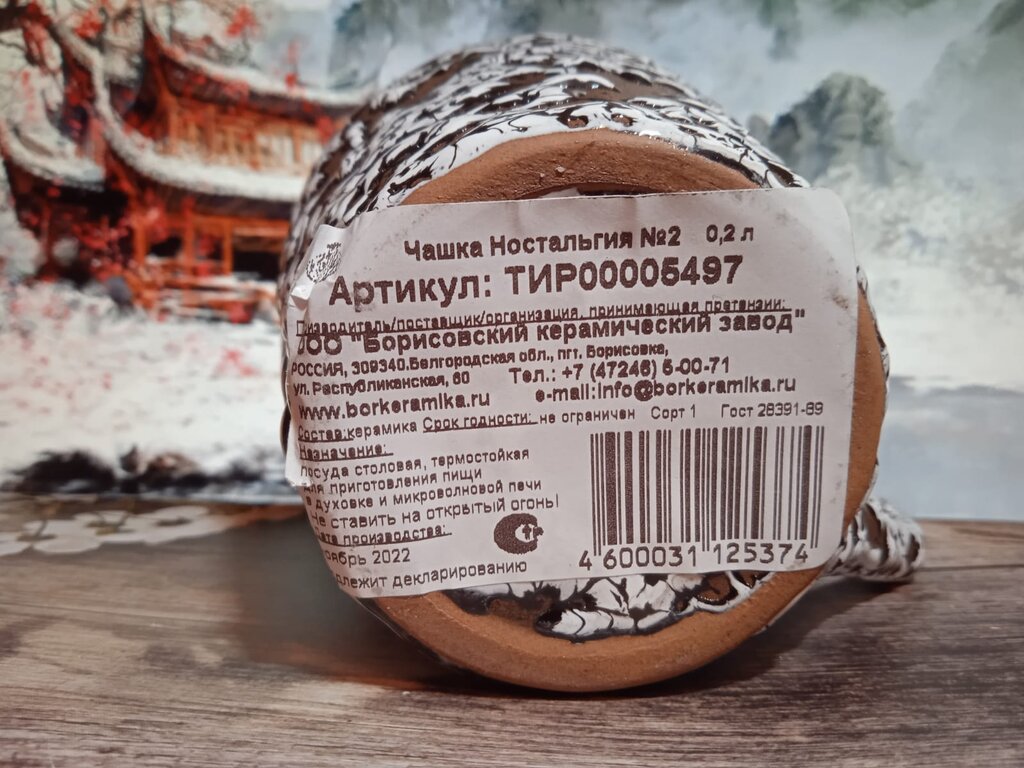 Чашка Ностальгия №2 0,2 л
Артикул: ТИР00005497
Производитель/поставщик/организация, принимающая претензии:
ООО "Борисовский керамический завод"
РОССИЯ, 309340,Белгородская обл., пгт. Борисовка,
ул.Республиканская, 60 Тел.: +7 (47246) 5-00-71
www.borkeramika.ru e-mail:info@borkeramika.ru
Состав:керамика Срок годности: не ограничен Сорт 1 Гост 28391-89
Назначение:
посуда столовая, термостойкая
для приготовления пищи
в духовке и микроволновой печи
Не ставить на открытый огонь!
Дата производства:
оябрь 2022
длежит декларированию
4 600031 125374